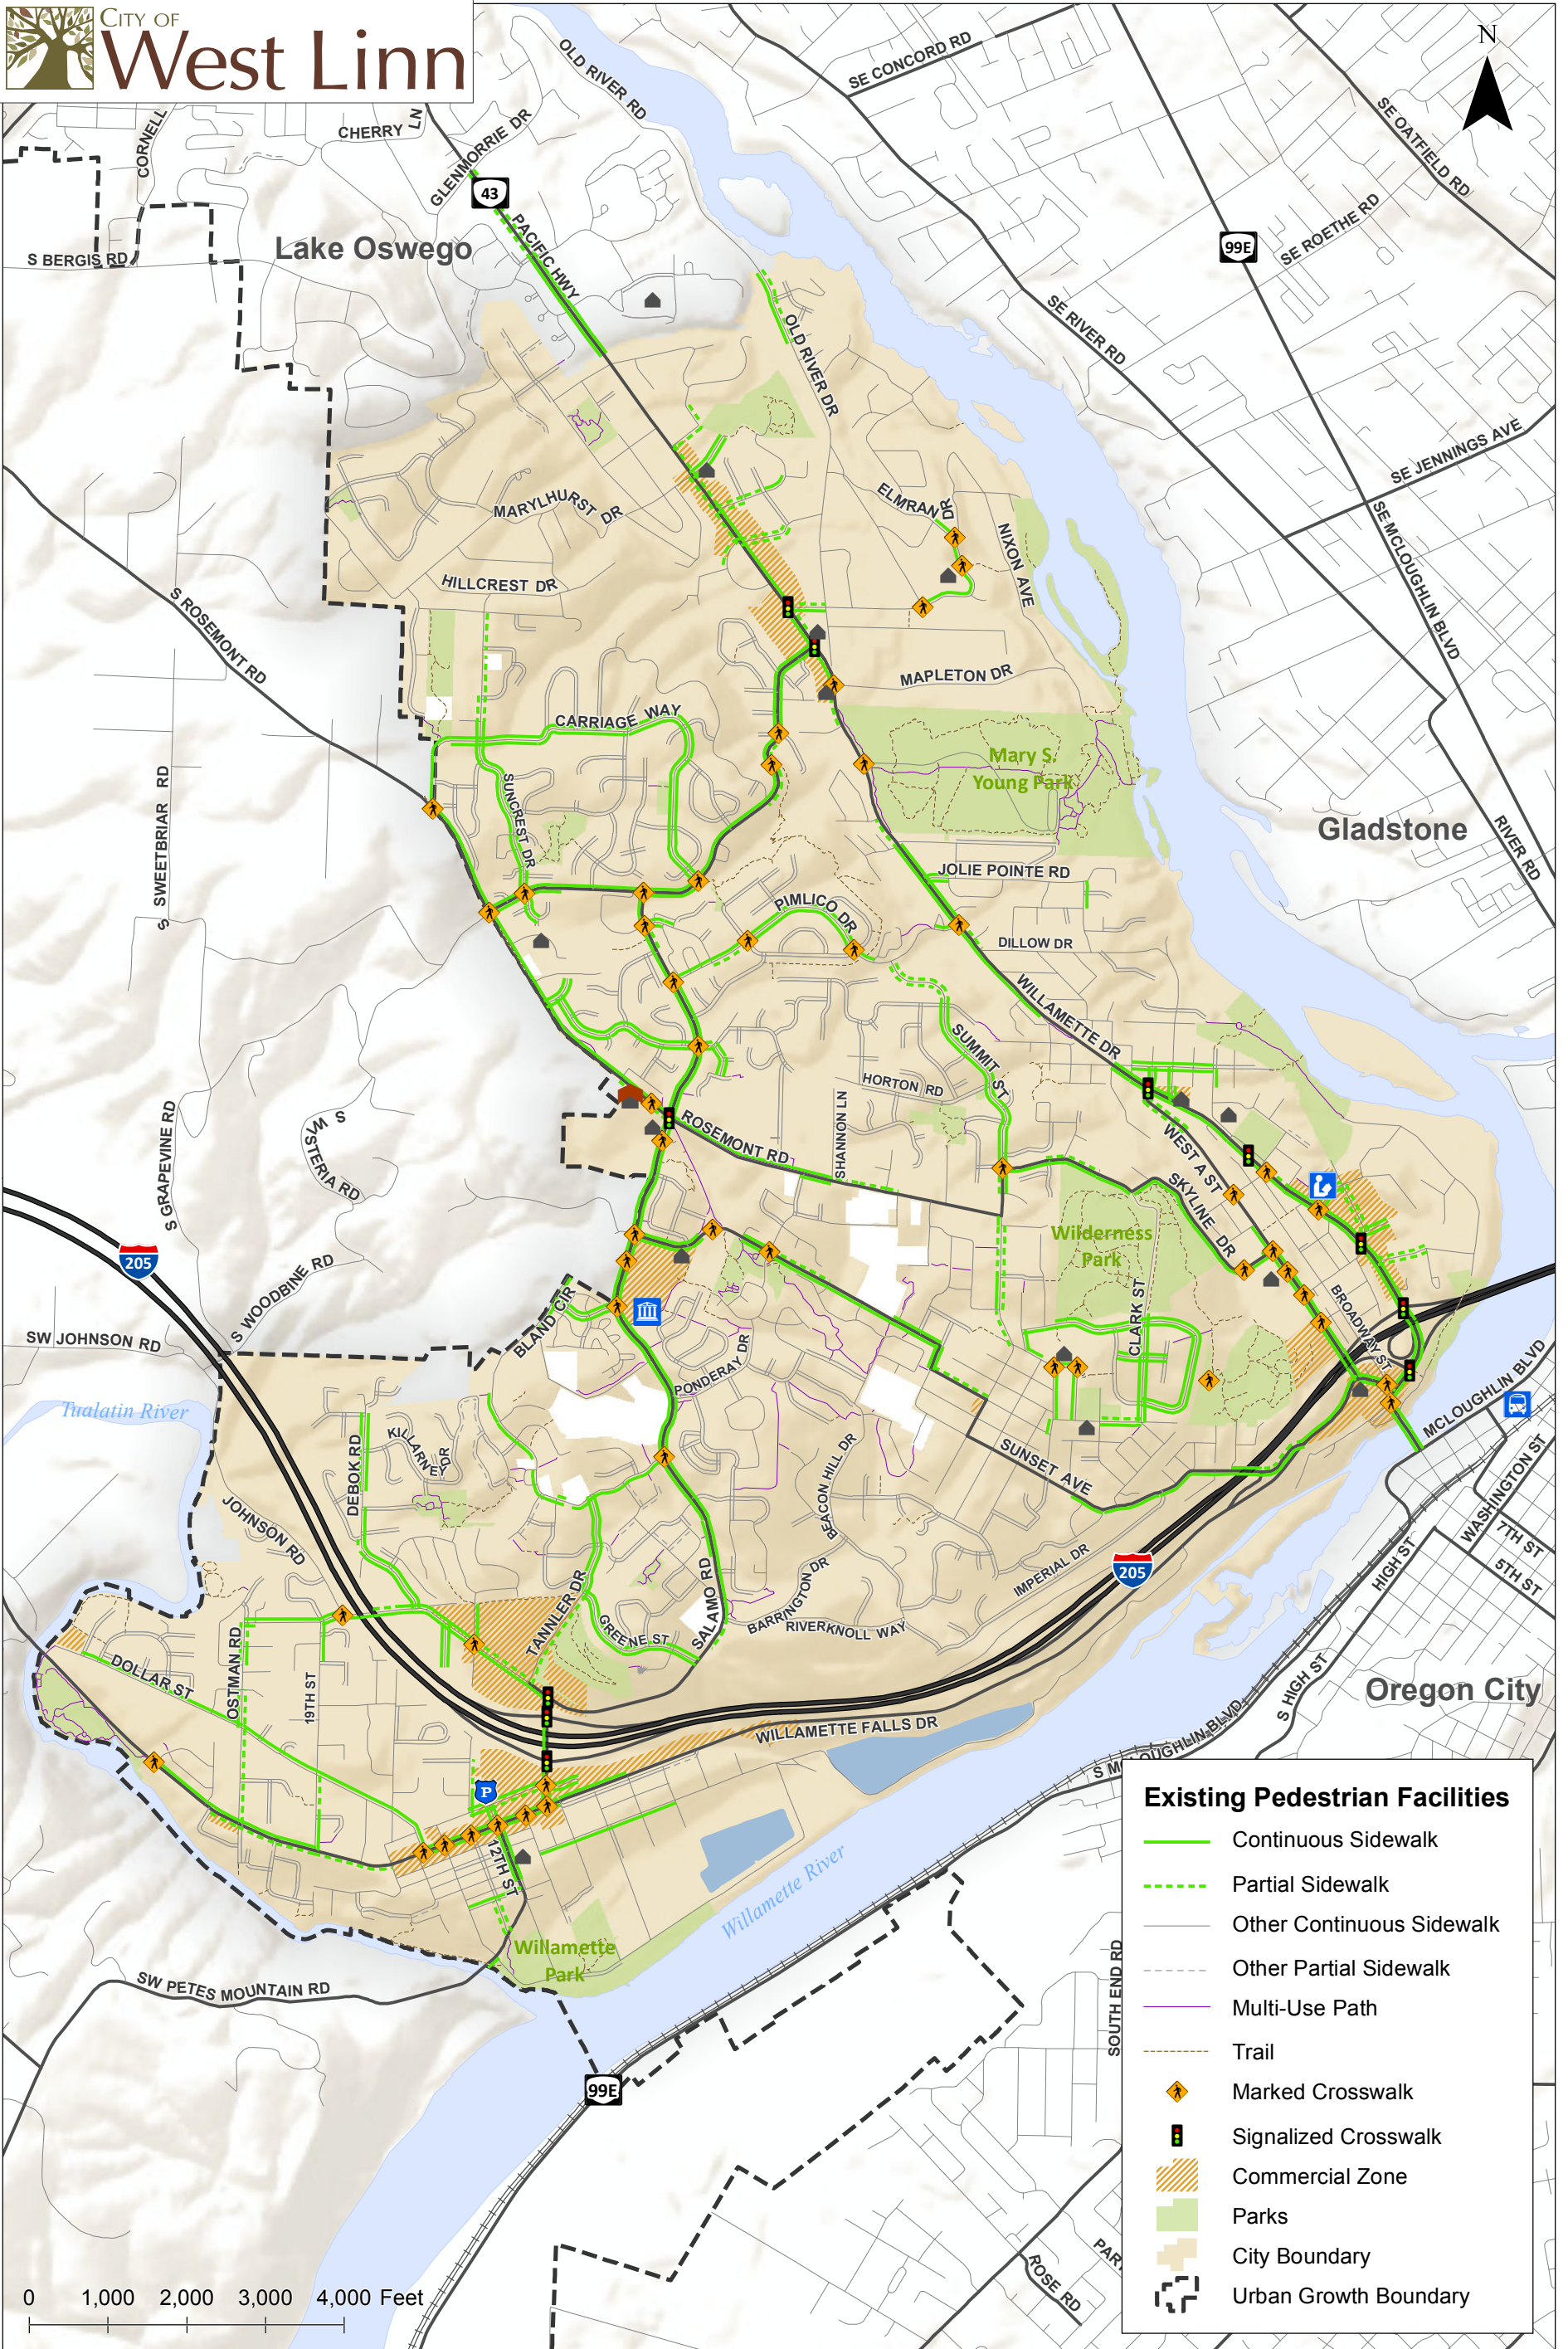 CITY OF
West Linn
N
OLD RIVER RD
SE CONCORD RD
SE OATFIELD RD
CORNELL
CHERRY LN
GLENMORRIE DR
43
PACIFIC HWY
Lake Oswego
S BERGIS RD
99E
SE ROETHE RD
SE RIVER RD
OLD RIVER DR
SE JENNINGS AVE
SE MCLOUGHLIN BLVD
MARYLHURST DR
ELMRAN DR
NIXON AVE
HILLCREST DR
S ROSEMONT RD
MAPLETON DR
CARRIAGE WAY
Mary S.
Young Park
SUNCREST DR
S SWEETBRIAR RD
Gladstone
RIVER RD
JOLIE POINTE RD
PIMLICO DR
DILLOW DR
WILLAMETTE DR
SUMMIT ST
HORTON RD
SHANNON LN
ROSEMONT RD
S GRAPEVINE RD
S WISTERIA RD
WEST A ST
SKYLINE DR
Wilderness
Park
205
S WOODBINE RD
SW JOHNSON RD
BLAND CIR
CLARK ST
BROADWAY ST
PONDERAY DR
MCLOUGHLIN BLVD
Tualatin River
KILLARNEY DR
DEBOK RD
BEACON HILL DR
SUNSET AVE
WASHINGTON ST
7TH ST
5TH ST
HIGH ST
JOHNSON RD
205
IMPERIAL DR
TANNLER DR
SALAMO RD
BARRINGTON DR
GREENE ST
RIVERKNOLL WAY
OSTMAN RD
DOLLAR ST
19TH ST
S HIGH ST
Oregon City
WILLAMETTE FALLS DR
S MCLOUGHLIN BLVD
P
12TH ST
Willamette River
Willamette
Park
SW PETES MOUNTAIN RD
SOUTH END RD
99E
ROSE RD
PAR
Existing Pedestrian Facilities
Continuous Sidewalk
Partial Sidewalk
Other Continuous Sidewalk
Other Partial Sidewalk
Multi-Use Path
Trail
Marked Crosswalk
Signalized Crosswalk
Commercial Zone
Parks
City Boundary
Urban Growth Boundary
0 1,000 2,000 3,000 4,000 Feet